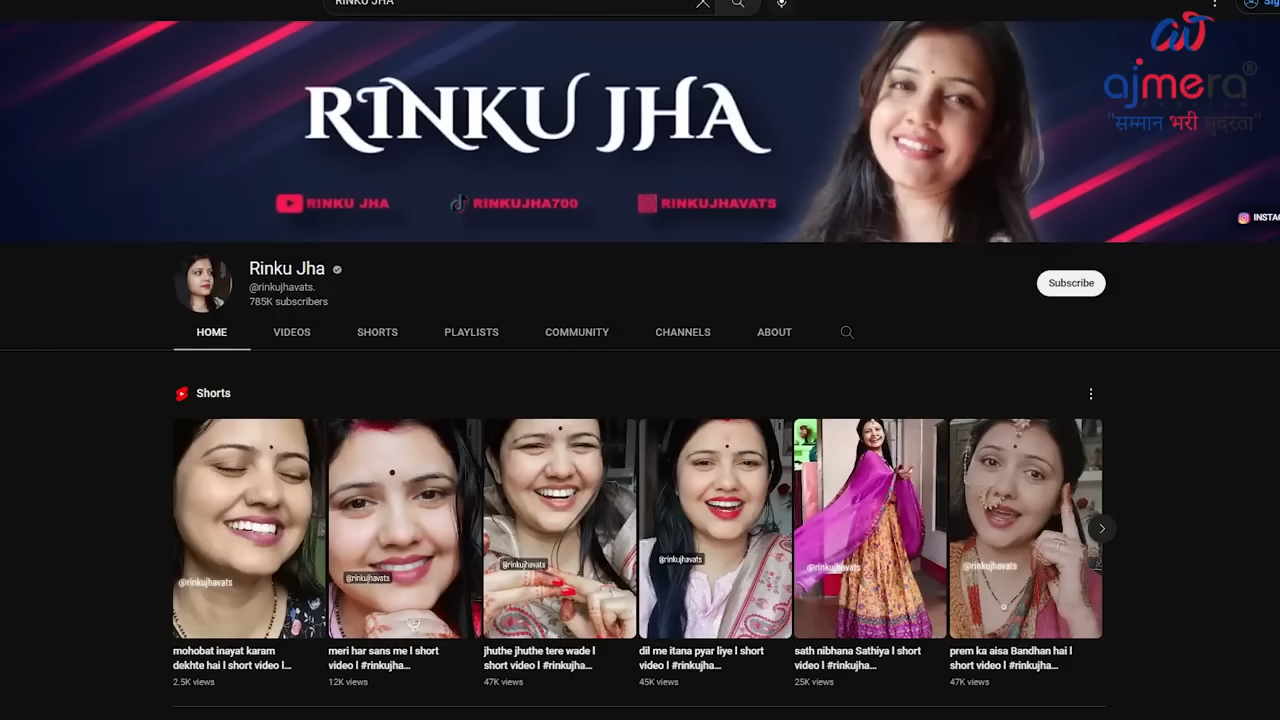 RINKU JHA
Sig
ajmera®
FASHION
"सम्मान भरी सुंदरता"
RINKU JHA
RINKU JHA
RINKUJHA700
RINKUJHAVATS
INSTAG
Rinku Jha
@rinkujhavats.
785K subscribers
Subscribe
HOME
VIDEOS
SHORTS
PLAYLISTS
COMMUNITY
CHANNELS
ABOUT
Shorts
@rinkujhavats
@rinkujhavats
@rinkujhavats
@rinkujhavats
@rinkujhavats
@rinkujhavats
mohobat inayat karam
dekhte hai l short video l...
2.5K views
meri har sans me l short
video l #rinkujha...
12K views
jhuthe jhuthe tere wade l
short video l #rinkujha...
47K views
dil me itana pyar liye l short
video l #rinkujha...
45K views
sath nibhana Sathiya l short
video l #rinkujha...
25K views
prem ka aisa Bandhan hai l
short video l #rinkujha...
47K views